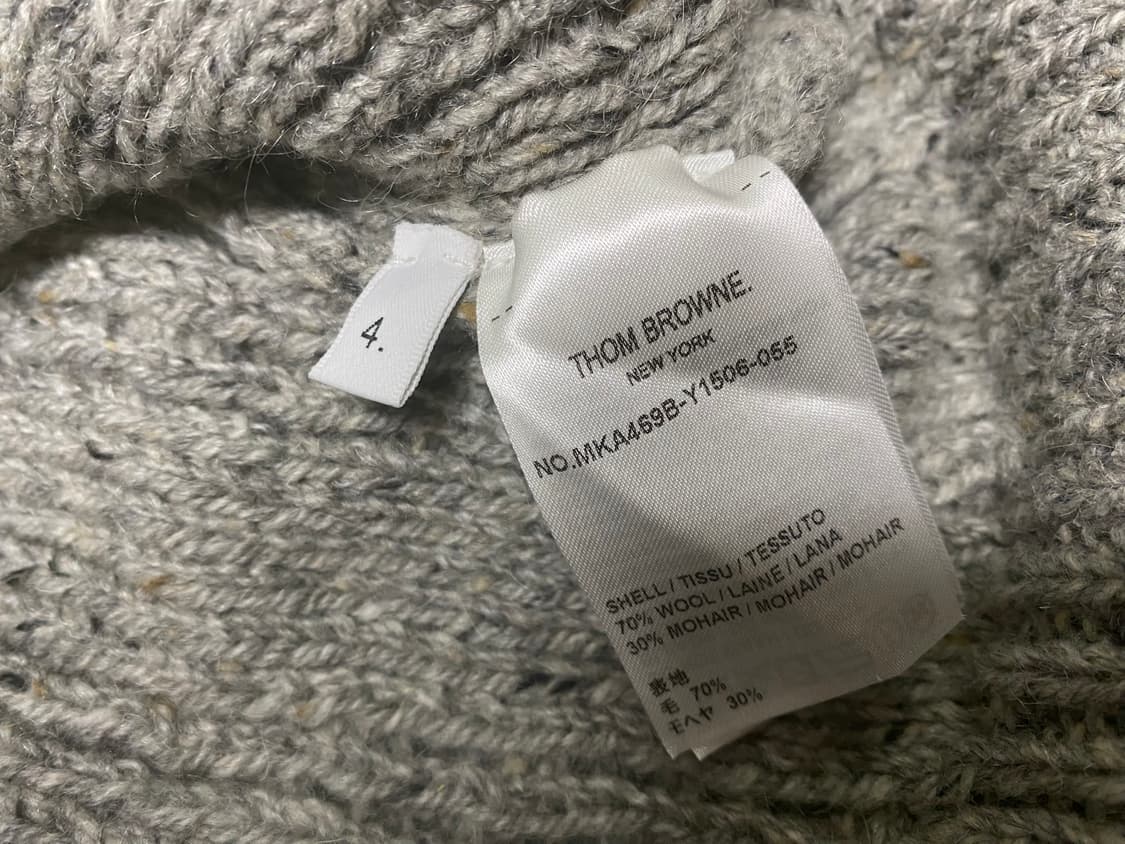 4.
THOM BROWNE.
NEW YORK
NO.MKA469B-Y1506-055
SHELL / TISSU / TESSUTO
70% WOOL / LAINE / LANA
30% MOHAIR / MOHAIR / MOHAIR
表地
毛 70%
モヘヤ 30%